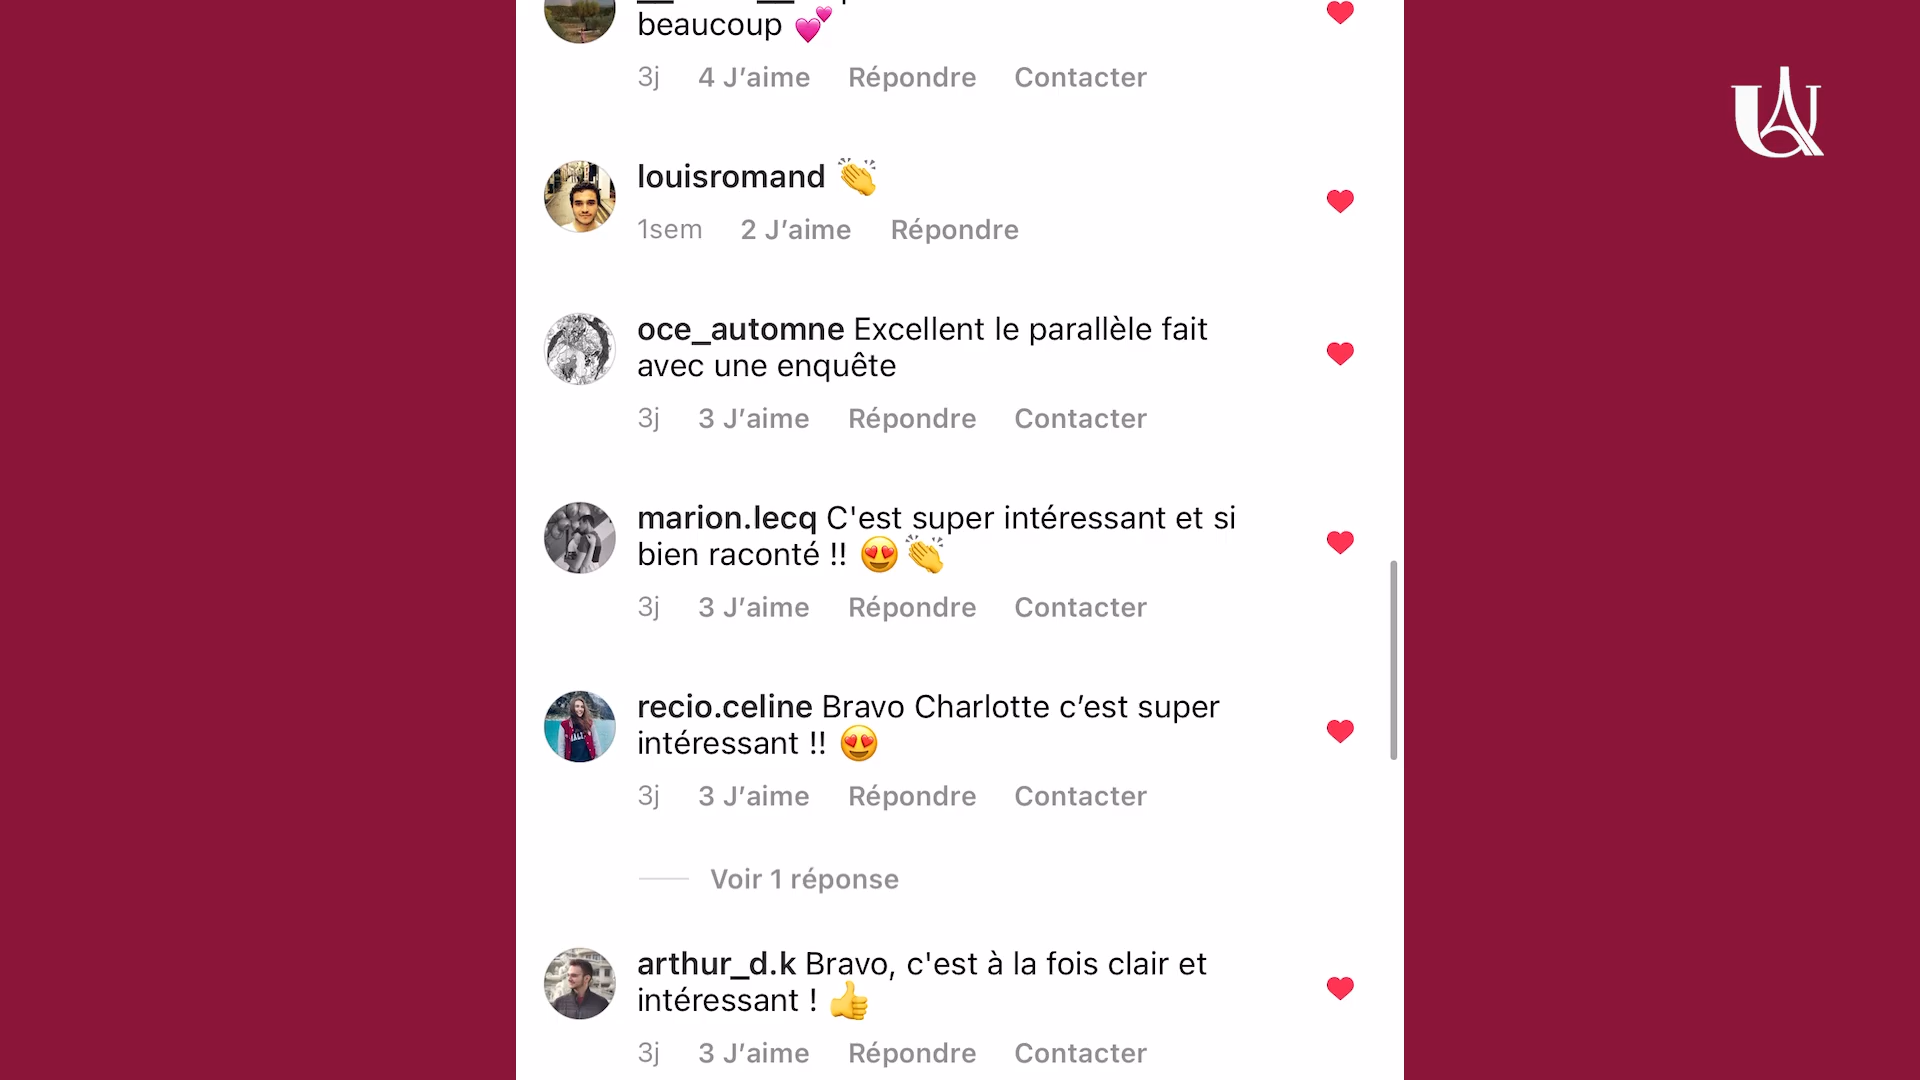 beaucoup 💕
3j 4 J’aime Répondre Contacter
louisromand 👏
1sem 2 J’aime Répondre
oce_automne Excellent le parallèle fait
avec une enquête
3j 3 J’aime Répondre Contacter
marion.lecq C'est super intéressant et si
bien raconté !! 😍👏
3j 3 J’aime Répondre Contacter
recio.celine Bravo Charlotte c’est super
intéressant !! 😍
3j 3 J’aime Répondre Contacter
Voir 1 réponse
arthur_d.k Bravo, c'est à la fois clair et
intéressant ! 👍
3j 3 J’aime Répondre Contacter